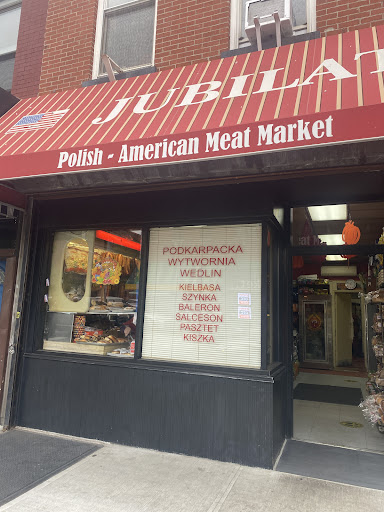 JUBILAT
Polish - American Meat Market
PODKARPACKA
WYTWORNIA
WEDLIN
KIELBASA
SZYNKA
BALERON
SALCESON
PASZTET
KISZKA